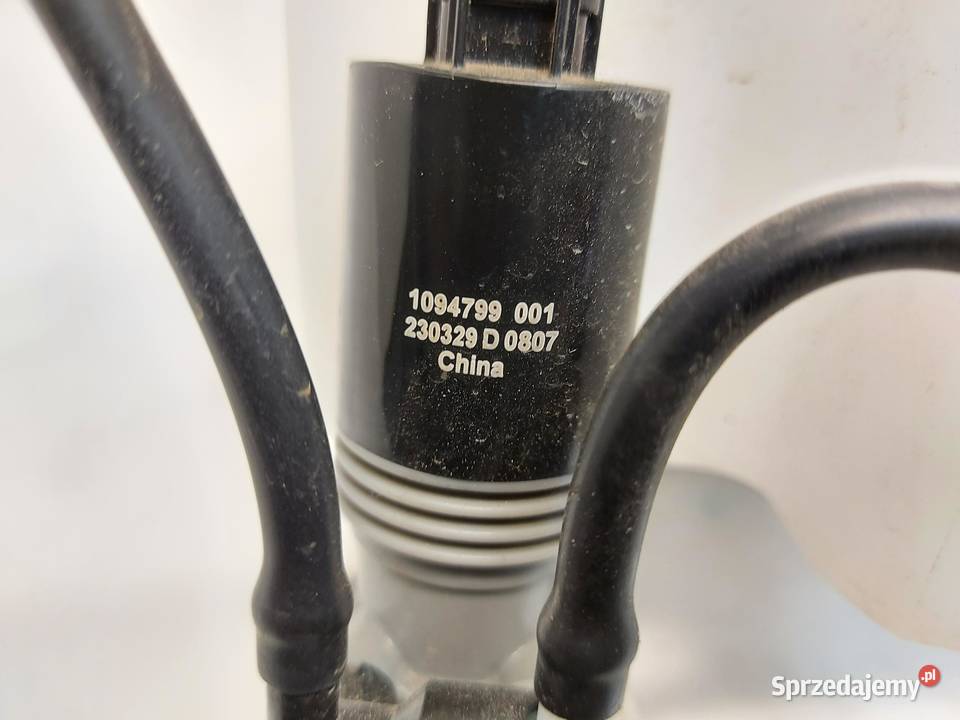 1094799 001
230329 D 0807
China
Sprzedajemy.pl